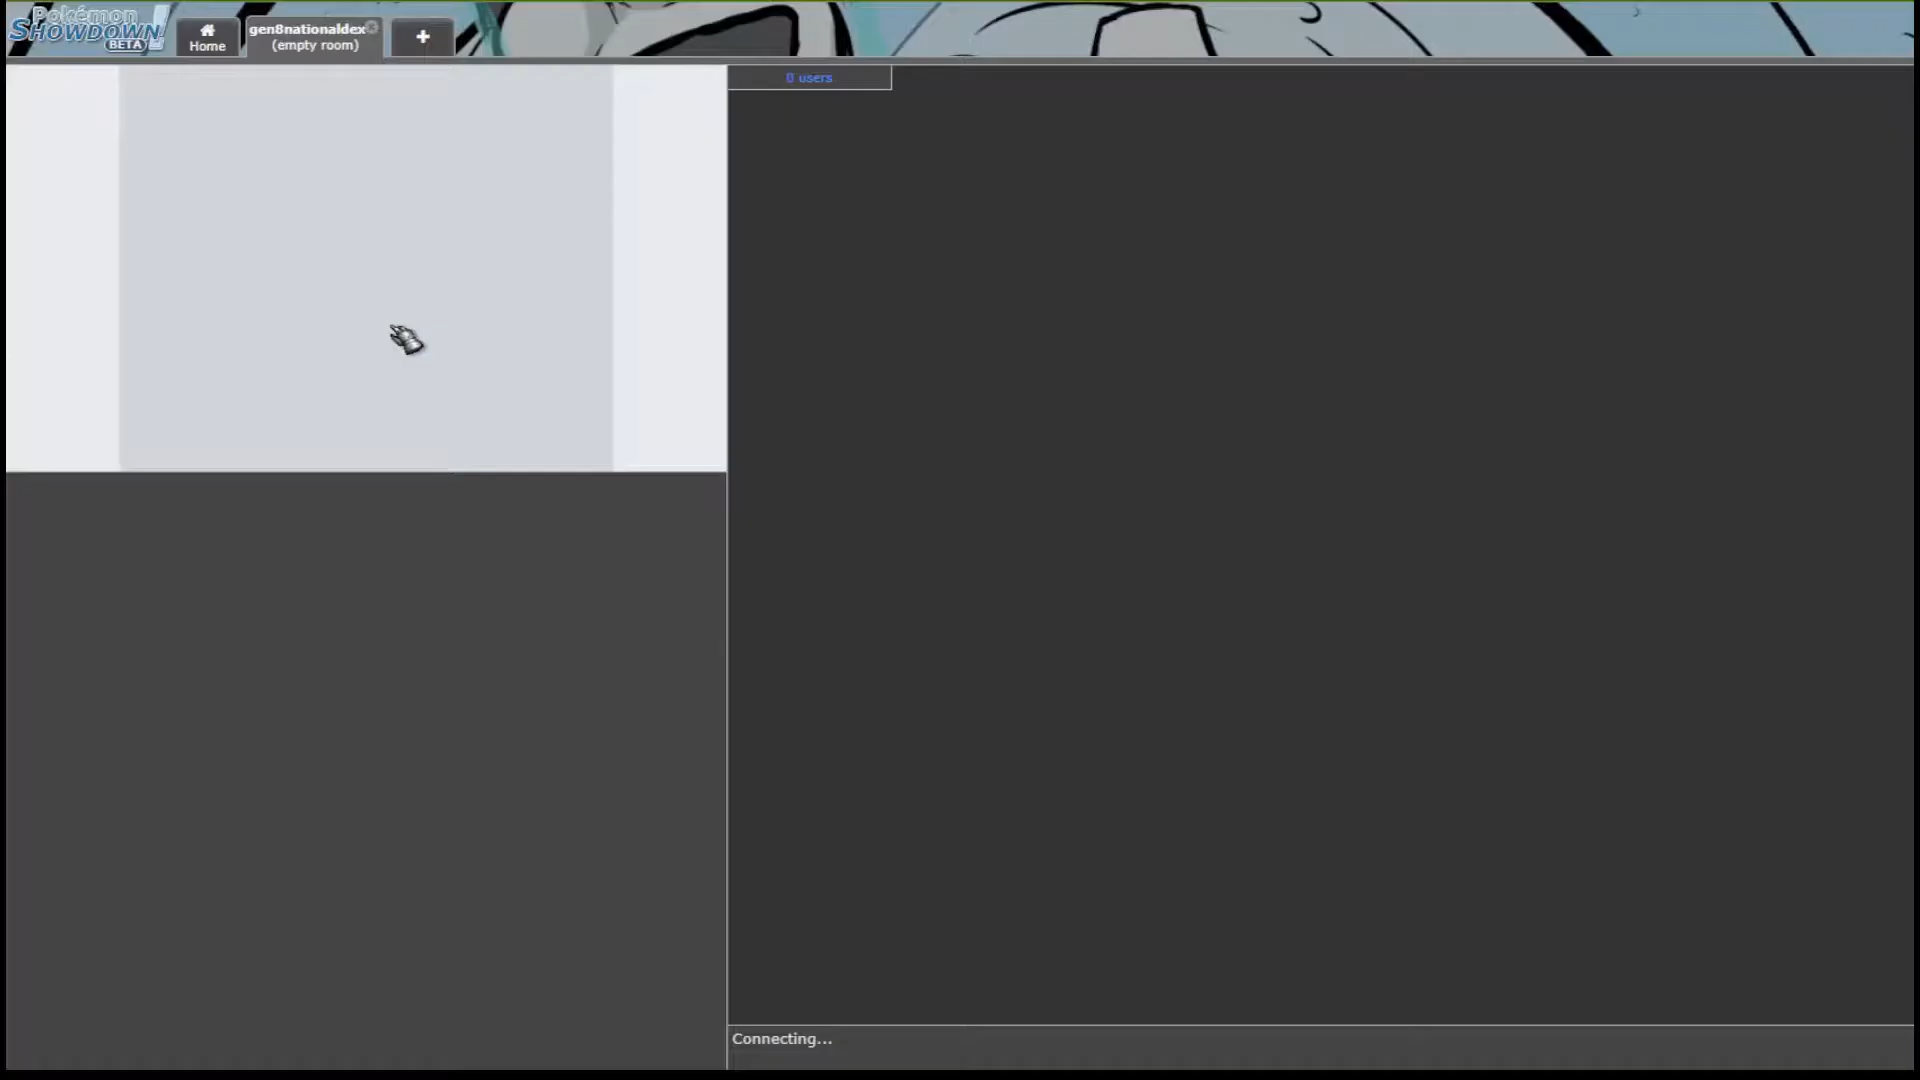 Pokémon
SHOWDOWN!
BETA
Home
gen8nationaldex
(empty room)
0 users
Connecting...